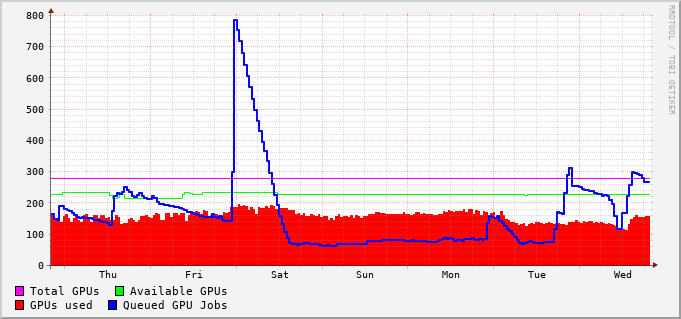 800
700
600
500
400
300
200
100
0
Thu Fri Sat Sun Mon Tue Wed
Total GPUs Available GPUs
GPUs used Queued GPU Jobs
RRDTOOL / TOBI OETIKER